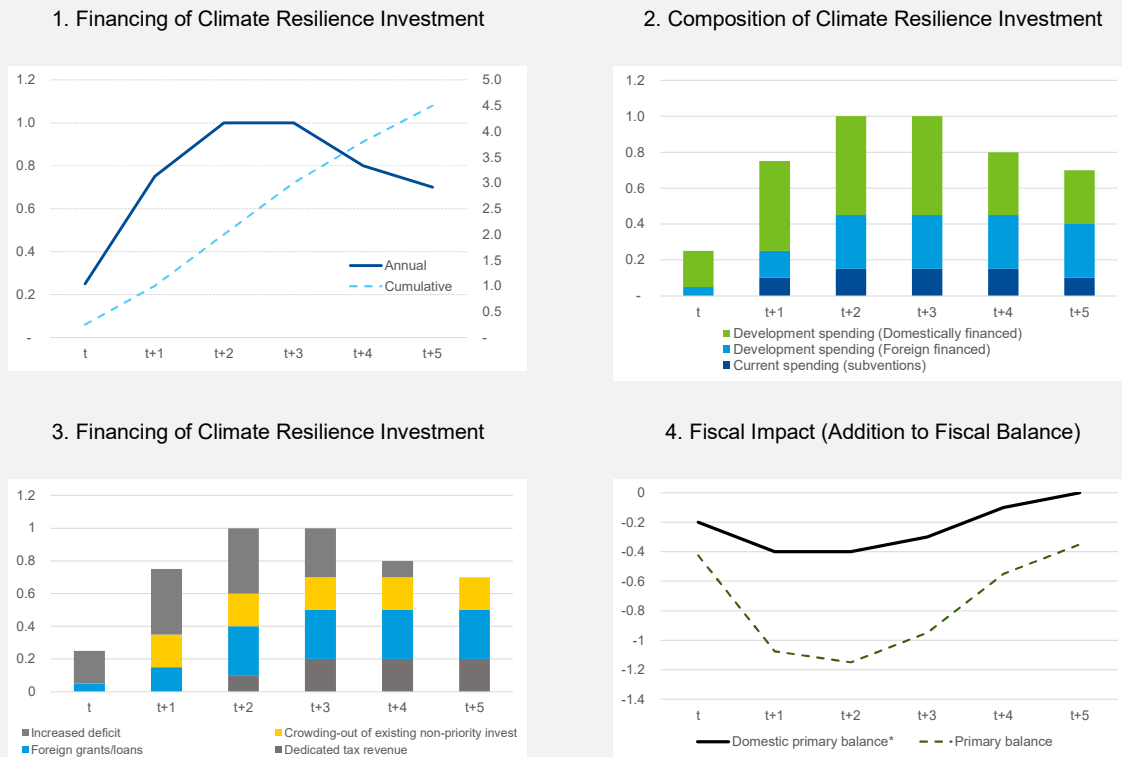 1. Financing of Climate Resilience Investment
1.2
1.0
0.8
0.6
0.4
0.2
-
5.0
4.5
4.0
3.5
3.0
2.5
2.0
1.5
1.0
0.5
-
Annual
Cumulative
t t+1 t+2 t+3 t+4 t+5
2. Composition of Climate Resilience Investment
1.2
1.0
0.8
0.6
0.4
0.2
-
t t+1 t+2 t+3 t+4 t+5
Development spending (Domestically financed)
Development spending (Foreign financed)
Current spending (subventions)
3. Financing of Climate Resilience Investment
1.2
1
0.8
0.6
0.4
0.2
0
t t+1 t+2 t+3 t+4 t+5
Increased deficit Crowding-out of existing non-priority invest
Foreign grants/loans Dedicated tax revenue
4. Fiscal Impact (Addition to Fiscal Balance)
0
-0.2
-0.4
-0.6
-0.8
-1
-1.2
-1.4
t t+1 t+2 t+3 t+4 t+5
Domestic primary balance* Primary balance